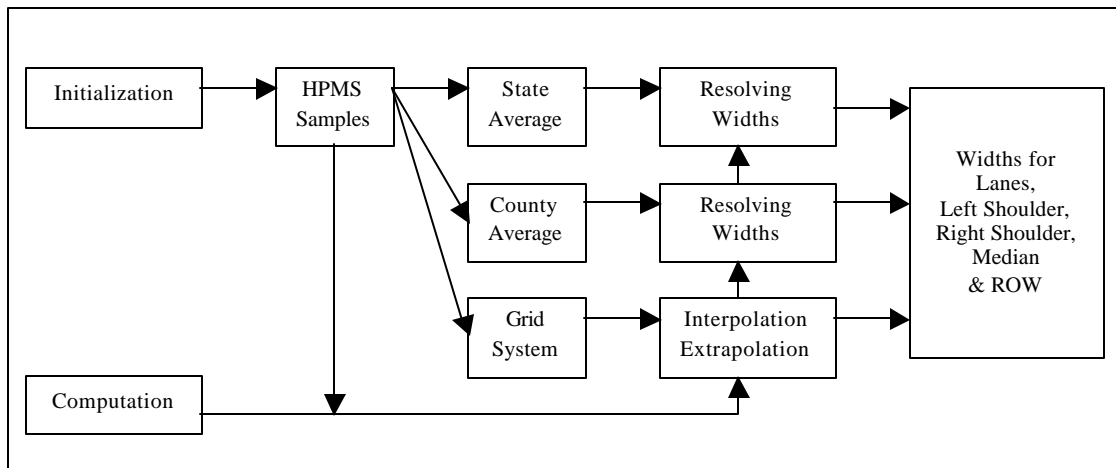 Initialization
HPMS
Samples
State
Average
Resolving
Widths
County
Average
Resolving
Widths
Grid
System
Interpolation
Extrapolation
Widths for
Lanes,
Left Shoulder,
Right Shoulder,
Median
& ROW
Computation